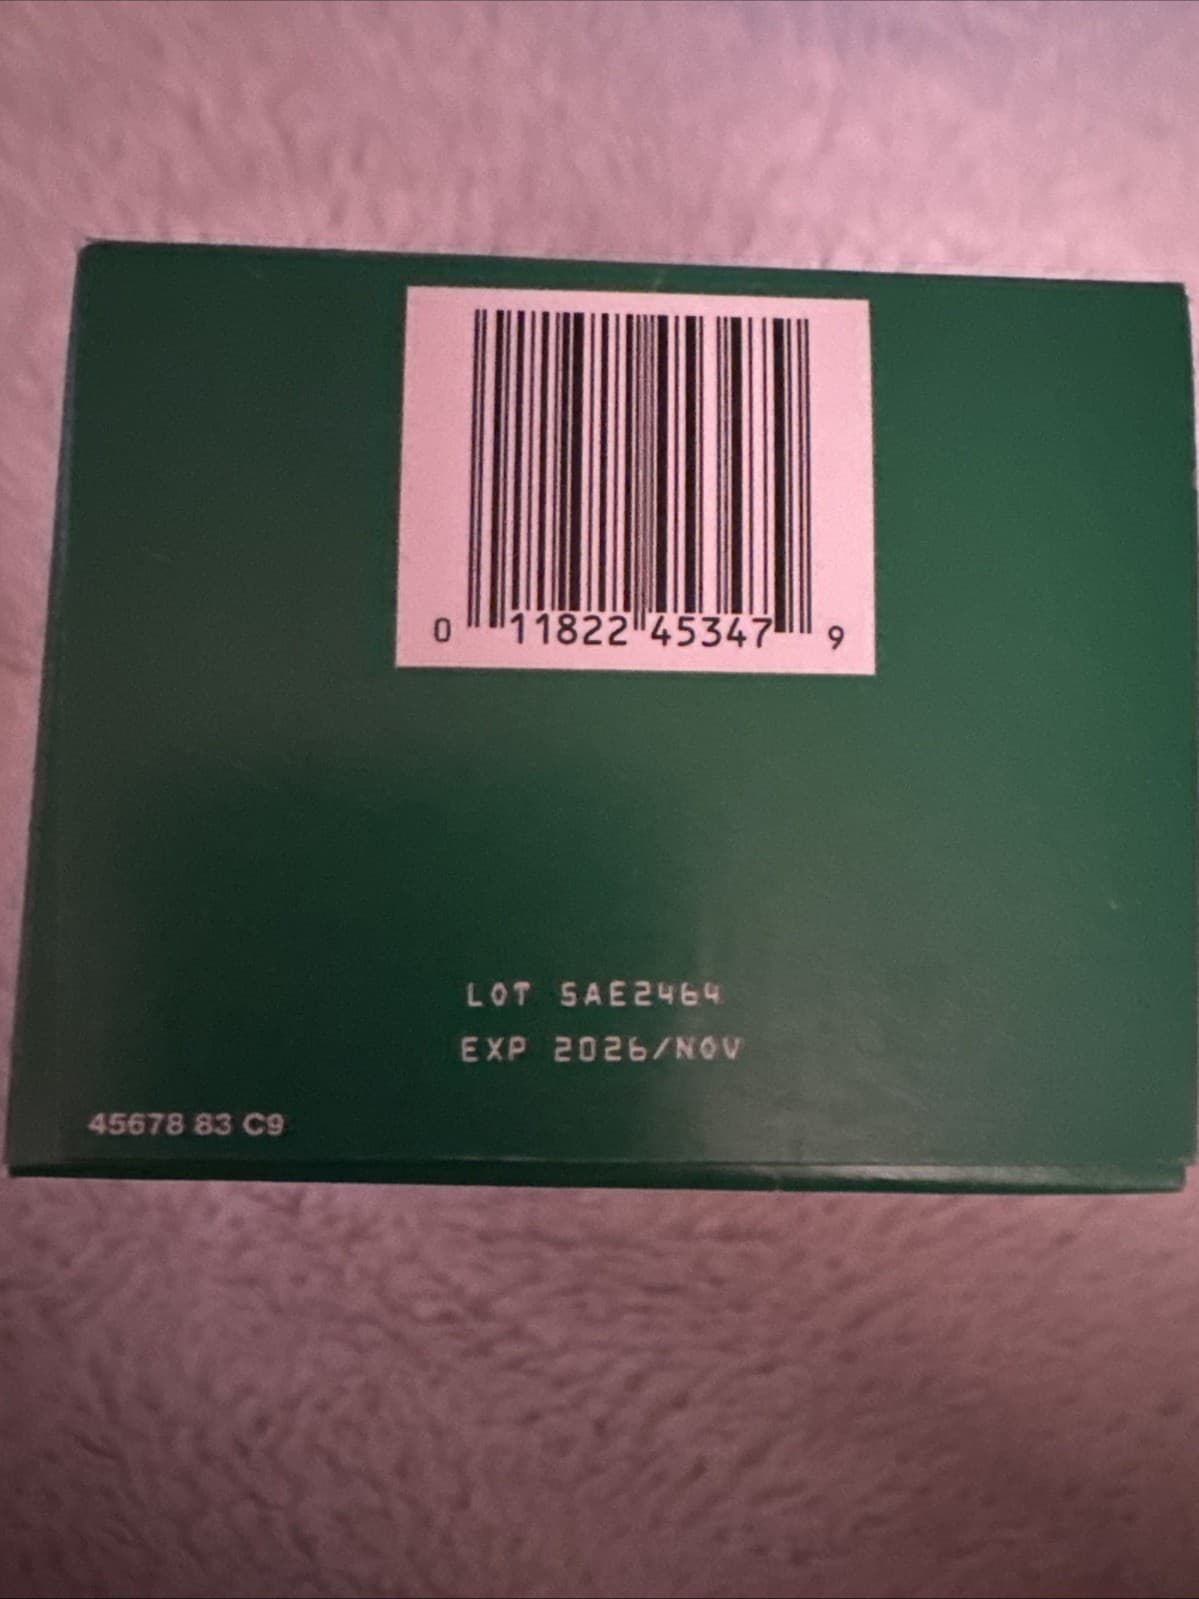 0 11822 45347 9
LOT 5AE2464
EXP 2026/NOV
45678 83 C9